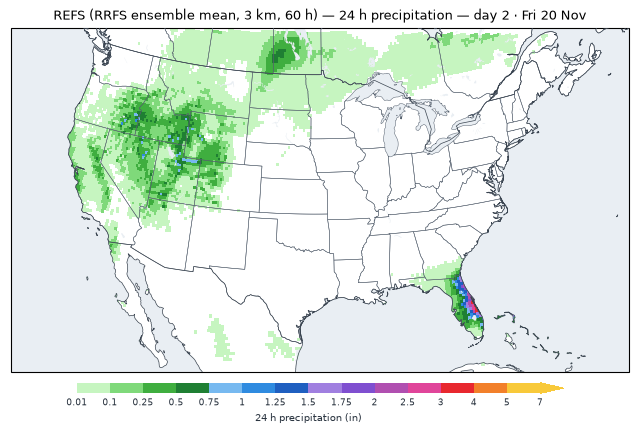 REFS (RRFS ensemble mean, 3 km, 60 h) — 24 h precipitation — day 2 · Fri 20 Nov
0.01 0.1 0.25 0.5 0.75 1 1.25 1.5 1.75 2 2.5 3 4 5 7
24 h precipitation (in)